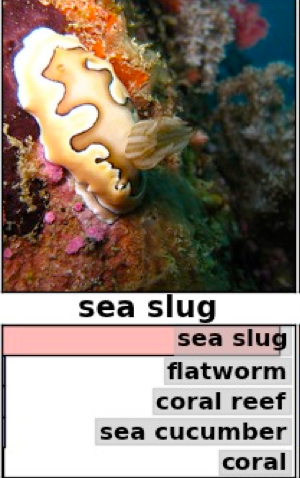 sea slug
sea slug
flatworm
coral reef
sea cucumber
coral